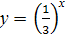 y = (1/3)^x